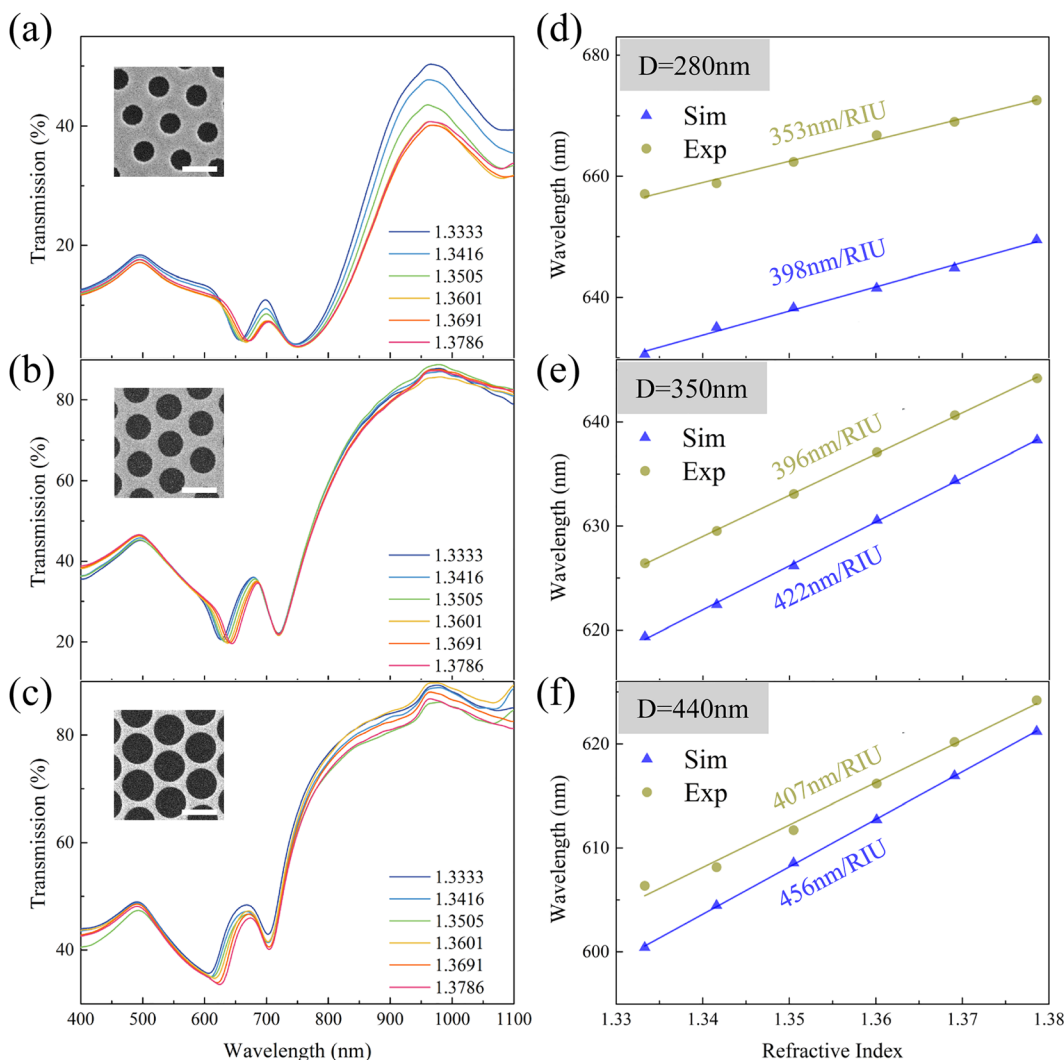 (a)
40
20
Transmission (%)
1.3333
1.3416
1.3505
1.3601
1.3691
1.3786
(d)
D=280nm
Sim
Exp
353nm/RIU
398nm/RIU
680
660
640
Wavelength (nm)
(b)
80
60
40
20
Transmission (%)
1.3333
1.3416
1.3505
1.3601
1.3691
1.3786
(e)
D=350nm
Sim
Exp
396nm/RIU
422nm/RIU
640
630
620
Wavelength (nm)
(c)
80
60
40
Transmission (%)
1.3333
1.3416
1.3505
1.3601
1.3691
1.3786
400 500 600 700 800 900 1000 1100
Wavelength (nm)
(f)
D=440nm
Sim
Exp
407nm/RIU
456nm/RIU
620
610
600
Wavelength (nm)
1.33 1.34 1.35 1.36 1.37 1.38
Refractive Index